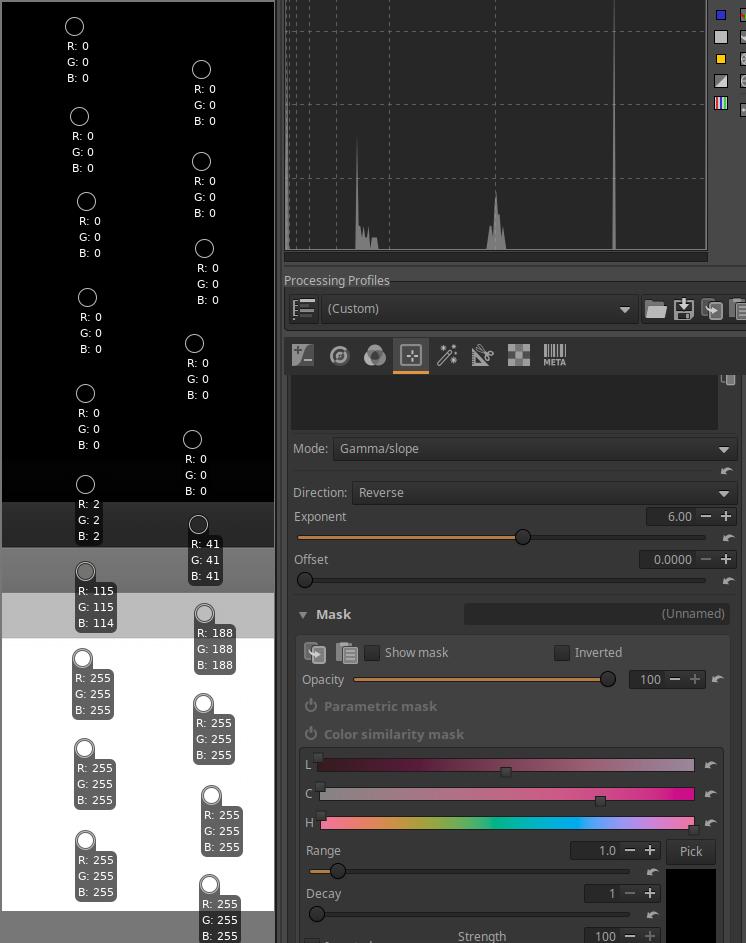 R: 0
G: 0
B: 0
R: 0
G: 0
B: 0
R: 0
G: 0
B: 0
R: 0
G: 0
B: 0
R: 0
G: 0
B: 0
R: 0
G: 0
B: 0
R: 0
G: 0
B: 0
R: 0
G: 0
B: 0
R: 0
G: 0
B: 0
R: 0
G: 0
B: 0
R: 2
G: 2
B: 2
R: 41
G: 41
B: 41
R: 115
G: 115
B: 114
R: 188
G: 188
B: 188
R: 255
G: 255
B: 255
R: 255
G: 255
B: 255
R: 255
G: 255
B: 255
R: 255
G: 255
B: 255
R: 255
G: 255
B: 255
R: 255
G: 255
B: 255
Processing Profiles
(Custom)
META
Mode: Gamma/slope
Direction: Reverse
Exponent 6.00
Offset 0.0000
Mask (Unnamed)
Show mask Inverted
Opacity 100
Parametric mask
Color similarity mask
L
C
H
Range 1.0 Pick
Decay 1
Strength 100